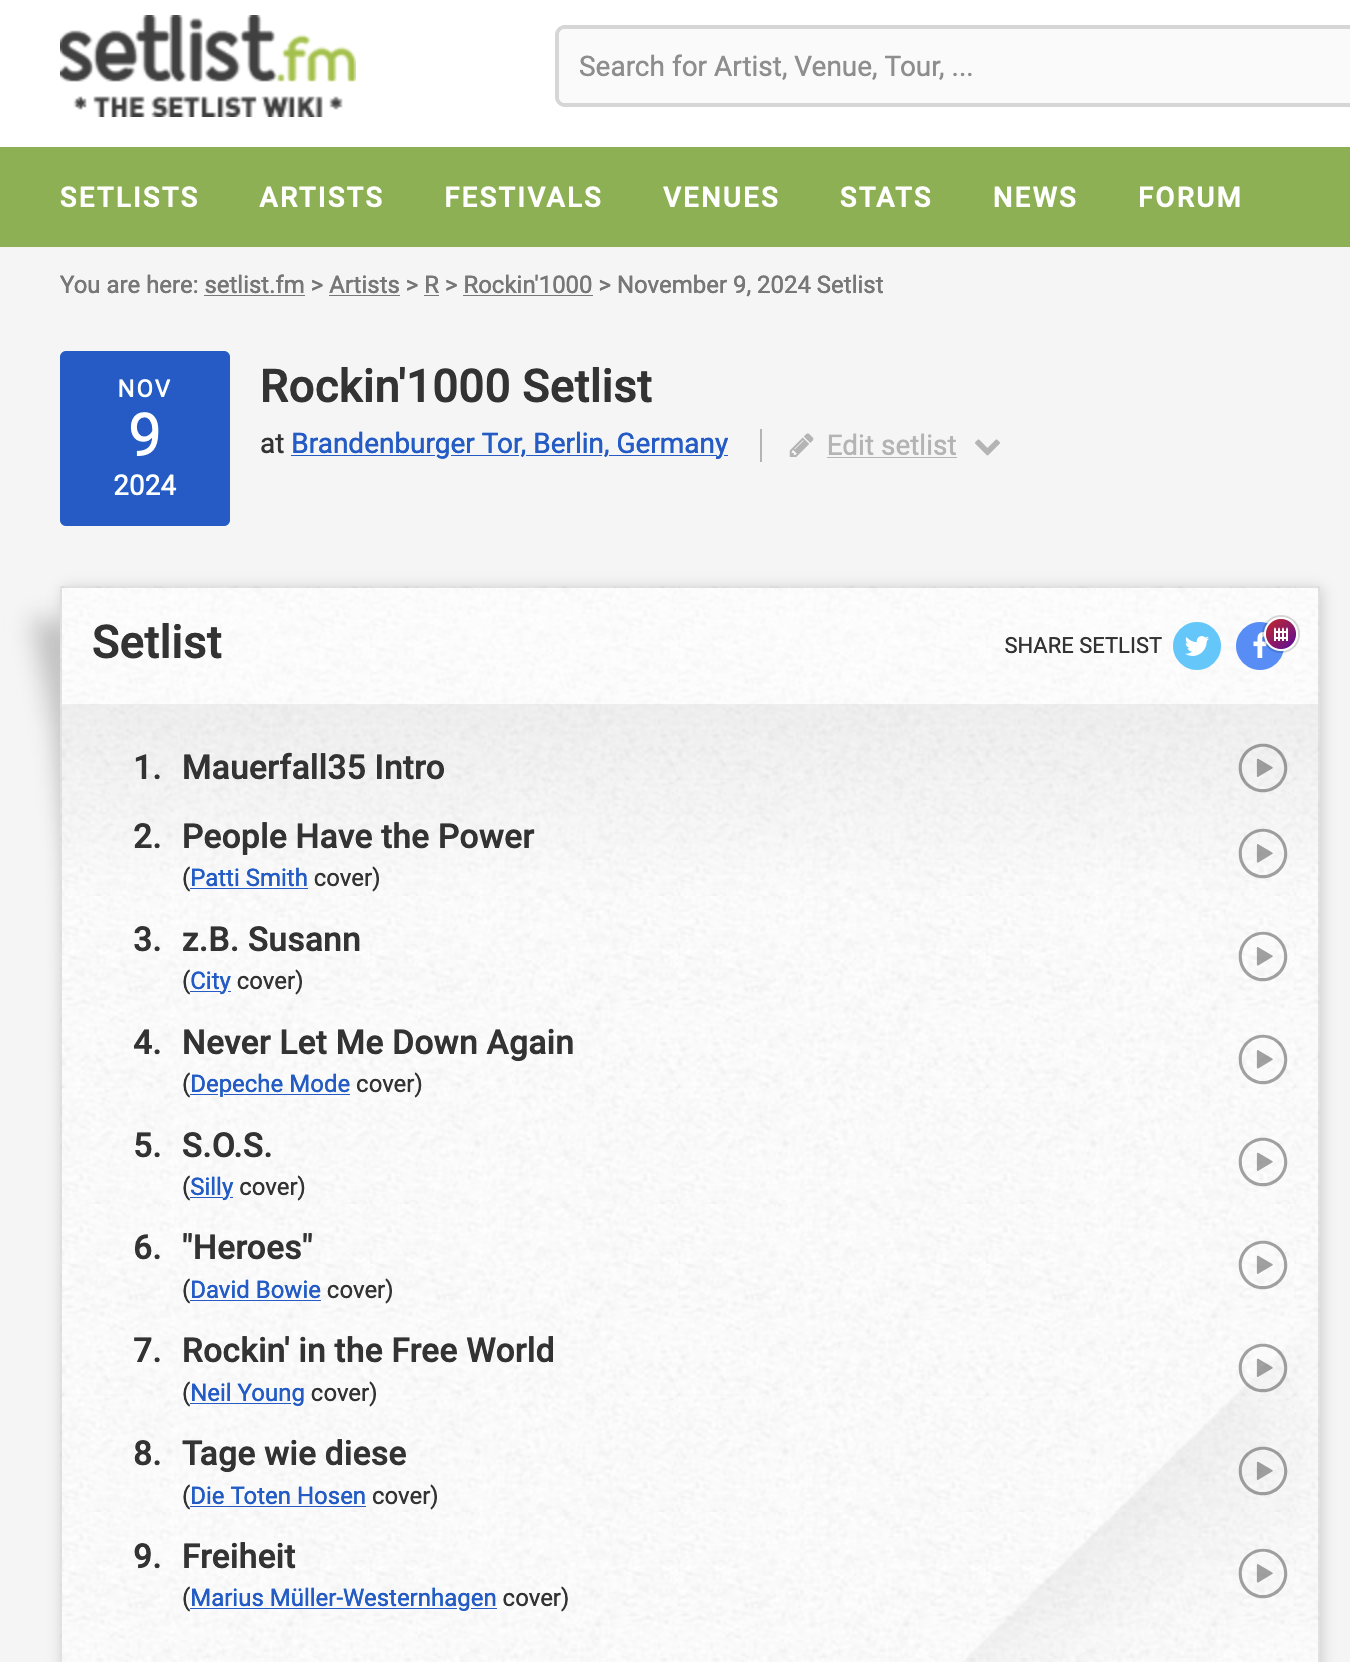 setlist.fm
* THE SETLIST WIKI *
Search for Artist, Venue, Tour, ...
SETLISTS ARTISTS FESTIVALS VENUES STATS NEWS FORUM
You are here: setlist.fm > Artists > R > Rockin'1000 > November 9, 2024 Setlist
NOV
9
2024
Rockin'1000 Setlist
at Brandenburger Tor, Berlin, Germany Edit setlist
Setlist
SHARE SETLIST
1. Mauerfall35 Intro
2. People Have the Power
(Patti Smith cover)
3. z.B. Susann
(City cover)
4. Never Let Me Down Again
(Depeche Mode cover)
5. S.O.S.
(Silly cover)
6. "Heroes"
(David Bowie cover)
7. Rockin' in the Free World
(Neil Young cover)
8. Tage wie diese
(Die Toten Hosen cover)
9. Freiheit
(Marius Müller-Westernhagen cover)